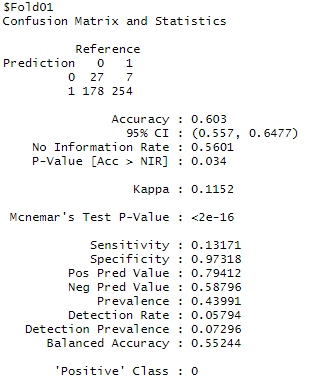 $Fold01
Confusion Matrix and Statistics
Reference
Prediction 0 1
0 27 7
1 178 254
Accuracy : 0.603
95% CI : (0.557, 0.6477)
No Information Rate : 0.5601
P-Value [Acc > NIR] : 0.034
Kappa : 0.1152
Mcnemar's Test P-Value : <2e-16
Sensitivity : 0.13171
Specificity : 0.97318
Pos Pred Value : 0.79412
Neg Pred Value : 0.58796
Prevalence : 0.43991
Detection Rate : 0.05794
Detection Prevalence : 0.07296
Balanced Accuracy : 0.55244
'Positive' Class : 0